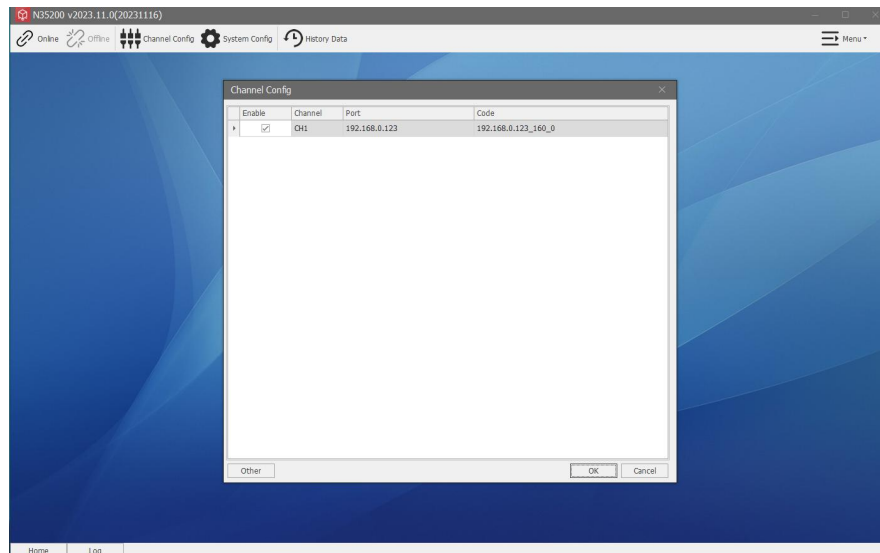 N35200 v2023.11.0(20231116)
Online Offline Channel Config System Config History Data Menu
Channel Config
Enable Channel Port Code
CH1 192.168.0.123 192.168.0.123_160_0
Other OK Cancel
Home Log